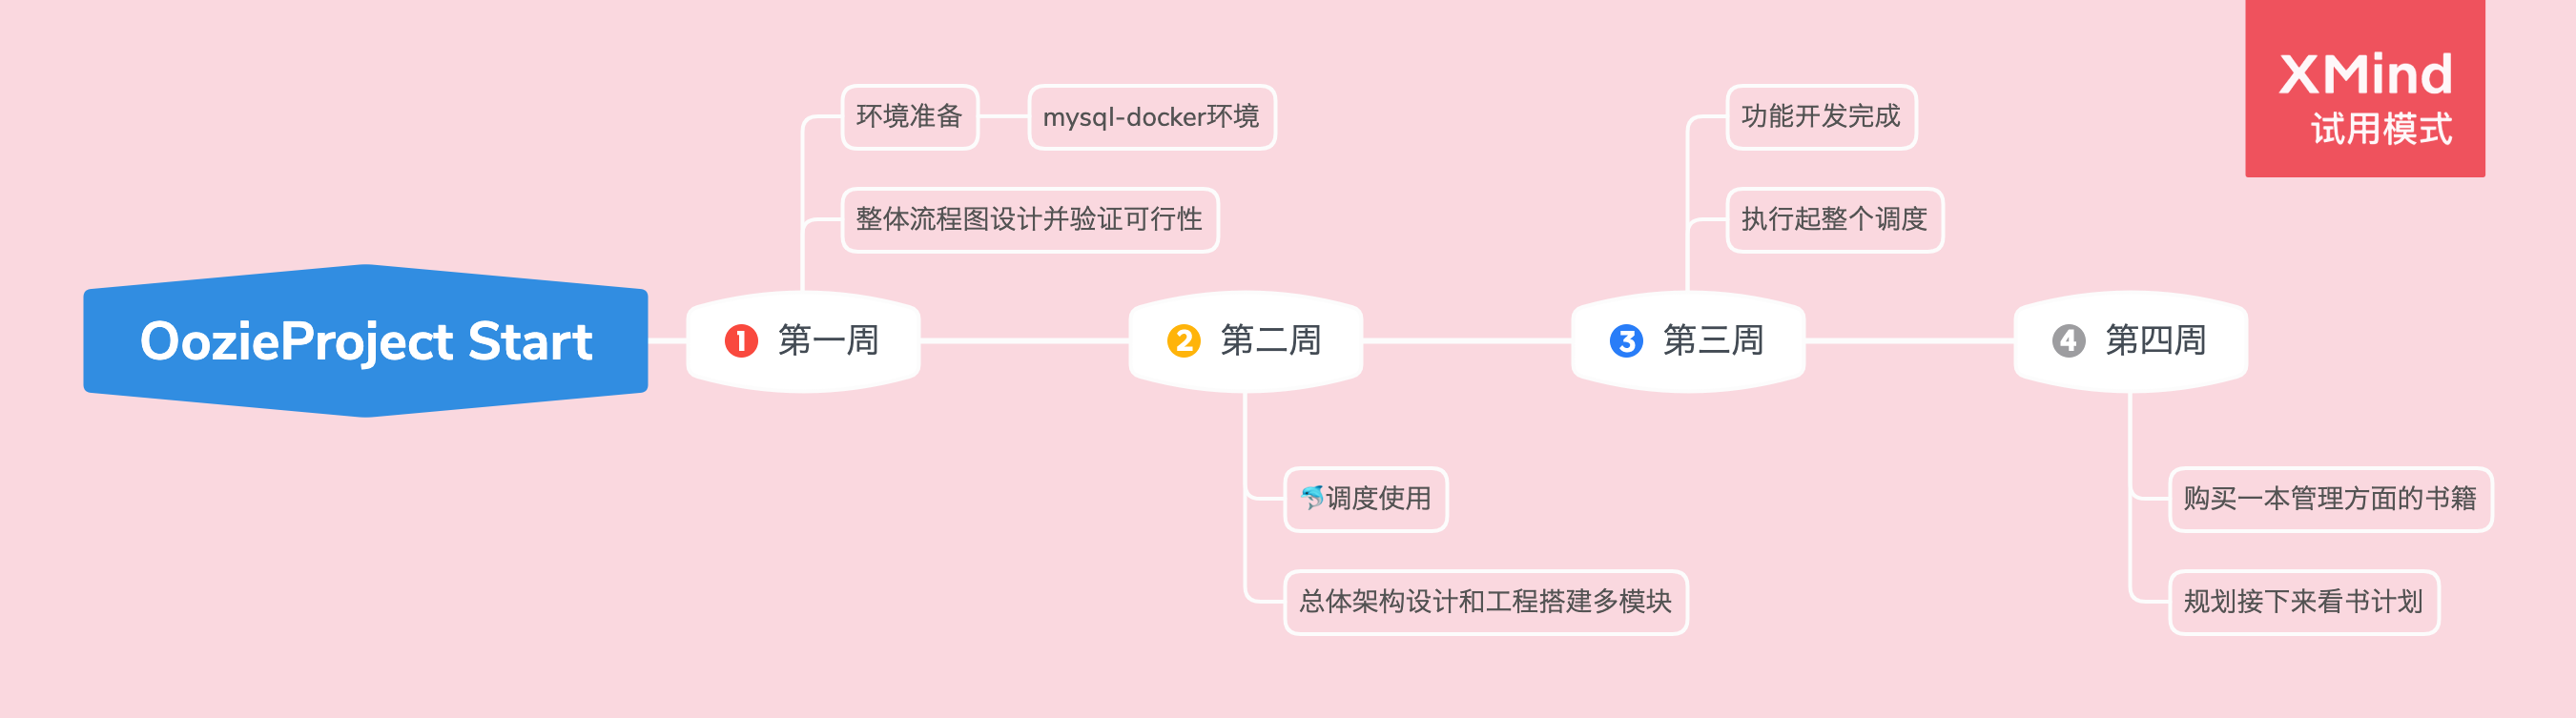 XMind
试用模式
OozieProject Start
1 第一周
环境准备
mysql-docker环境
整体流程图设计并验证可行性
2 第二周
🐬调度使用
总体架构设计和工程搭建多模块
3 第三周
功能开发完成
执行起整个调度
4 第四周
购买一本管理方面的书籍
规划接下来看书计划